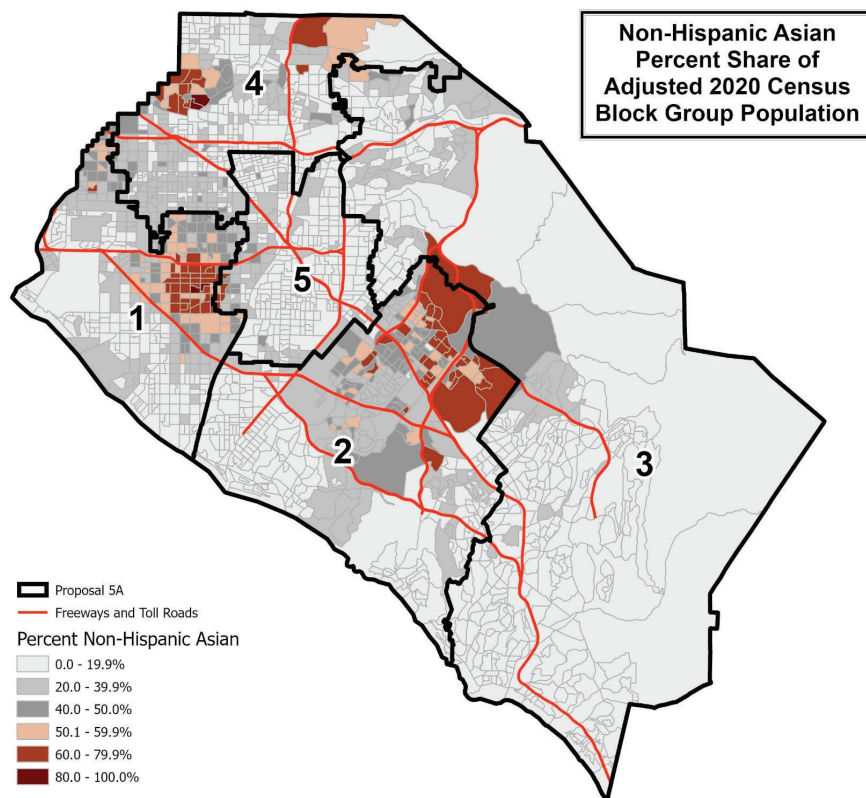 Non-Hispanic Asian
Percent Share of
Adjusted 2020 Census
Block Group Population
4
5
1
2
3
Proposal 5A
Freeways and Toll Roads
Percent Non-Hispanic Asian
0.0 - 19.9%
20.0 - 39.9%
40.0 - 50.0%
50.1 - 59.9%
60.0 - 79.9%
80.0 - 100.0%